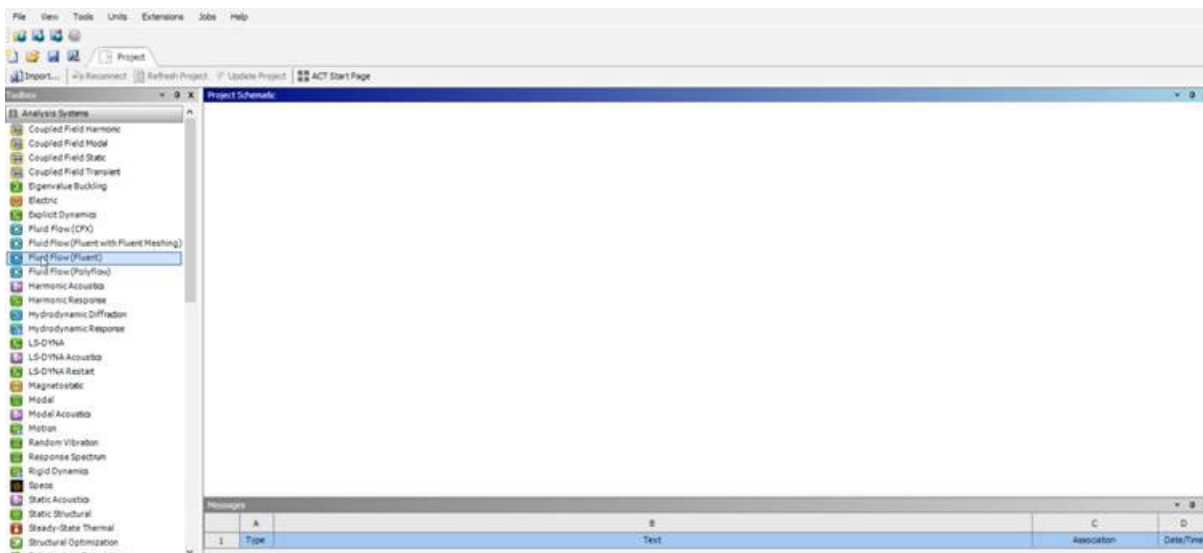 File View Tools Units Extensions Jobs Help
Project
Import... Reconnect Refresh Project Update Project ACT Start Page
Toolbox
Project Schematic
Analysis Systems
Coupled Field Harmonic
Coupled Field Modal
Coupled Field Static
Coupled Field Transient
Eigenvalue Buckling
Electric
Explicit Dynamics
Fluid Flow (CFX)
Fluid Flow (Fluent with Fluent Meshing)
Fluid Flow (Fluent)
Fluid Flow (Polyflow)
Harmonic Acoustics
Harmonic Response
Hydrodynamic Diffraction
Hydrodynamic Response
LS-DYNA
LS-DYNA Acoustics
LS-DYNA Restart
Magnetostatic
Modal
Modal Acoustics
Motion
Random Vibration
Response Spectrum
Rigid Dynamics
Speos
Static Acoustics
Static Structural
Steady-State Thermal
Structural Optimization
Messages
A B C D
1 Type Text Association Date/Time